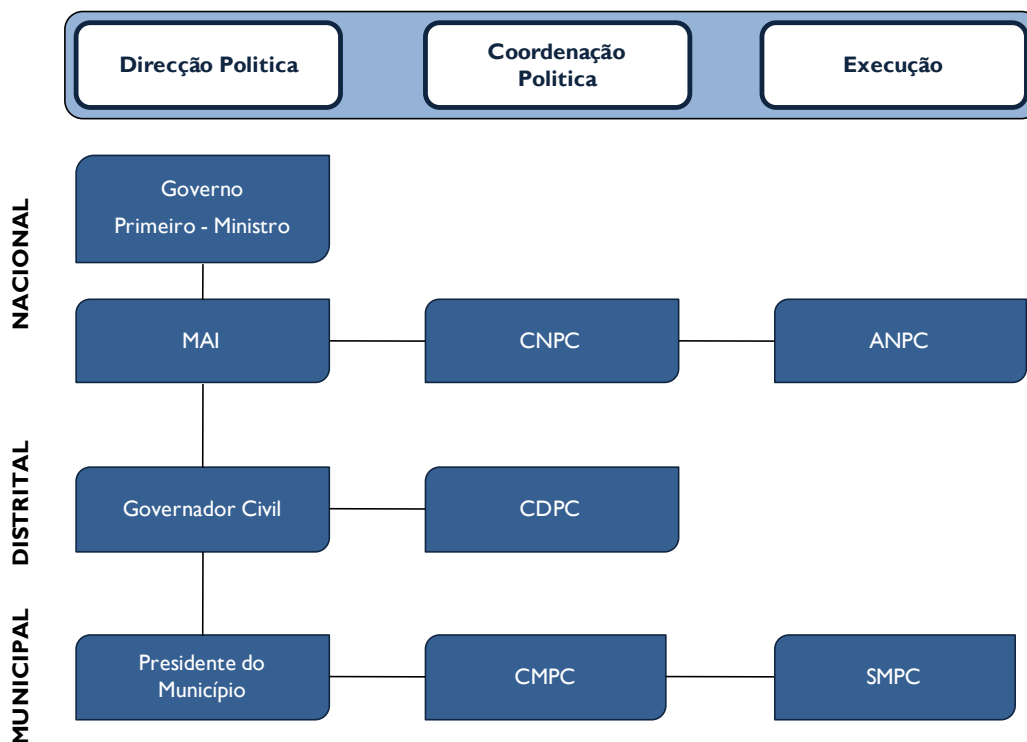 Direcção Politica
Coordenação
Politica
Execução
NACIONAL
Governo
Primeiro - Ministro
MAI
CNPC
ANPC
DISTRITAL
Governador Civil
CDPC
MUNICIPAL
Presidente do
Município
CMPC
SMPC